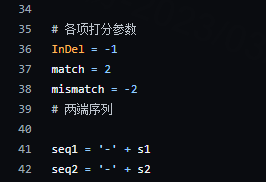 34
35 # 各项打分参数
36 InDel = -1
37 match = 2
38 mismatch = -2
39 # 两端序列
40
41 seq1 = '-' + s1
42 seq2 = '-' + s2